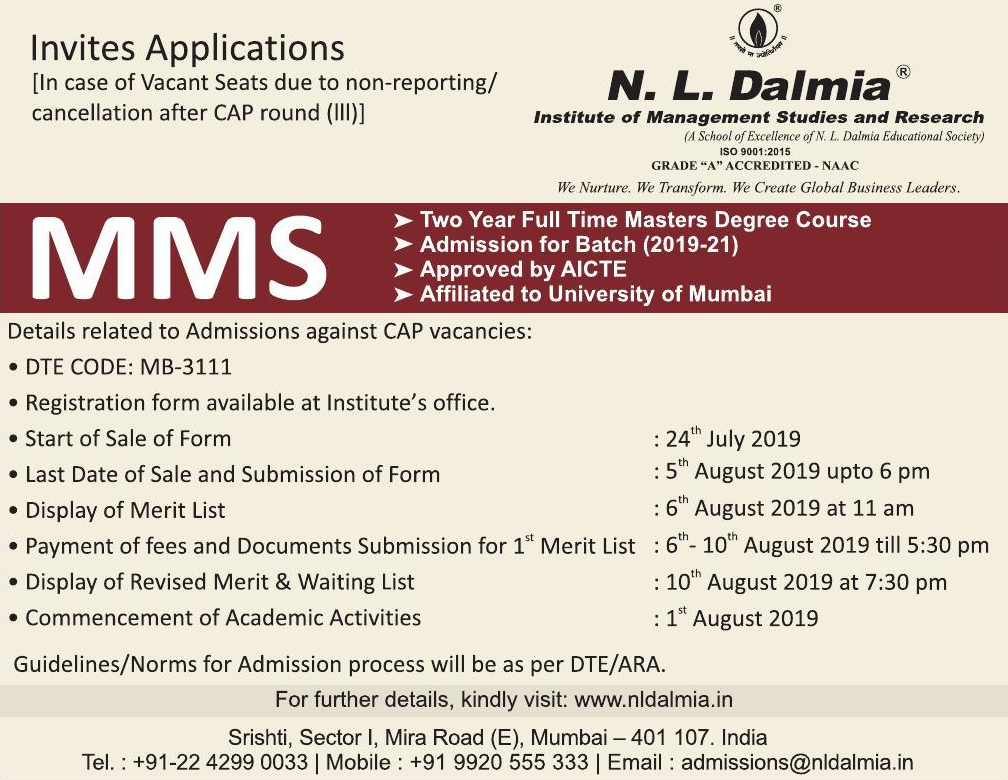 Invites Applications
[In case of Vacant Seats due to non-reporting/
cancellation after CAP round (lll)]
®
N. L. Dalmia®
Institute of Management Studies and Research
(A School of Excellence of N. L. Dalmia Educational Society)
ISO 9001:2015
GRADE “A” ACCREDITED - NAAC
We Nurture. We Transform. We Create Global Business Leaders.
MMS
➤ Two Year Full Time Masters Degree Course
➤ Admission for Batch (2019-21)
➤ Approved by AICTE
➤ Affiliated to University of Mumbai
Details related to Admissions against CAP vacancies:
• DTE CODE: MB-3111
• Registration form available at Institute’s office.
• Start of Sale of Form : 24th July 2019
• Last Date of Sale and Submission of Form : 5th August 2019 upto 6 pm
• Display of Merit List : 6th August 2019 at 11 am
• Payment of fees and Documents Submission for 1st Merit List : 6th- 10th August 2019 till 5:30 pm
• Display of Revised Merit & Waiting List : 10th August 2019 at 7:30 pm
• Commencement of Academic Activities : 1st August 2019
Guidelines/Norms for Admission process will be as per DTE/ARA.
For further details, kindly visit: www.nldalmia.in
Srishti, Sector I, Mira Road (E), Mumbai – 401 107. India
Tel. : +91-22 4299 0033 | Mobile : +91 9920 555 333 | Email : admissions@nldalmia.in